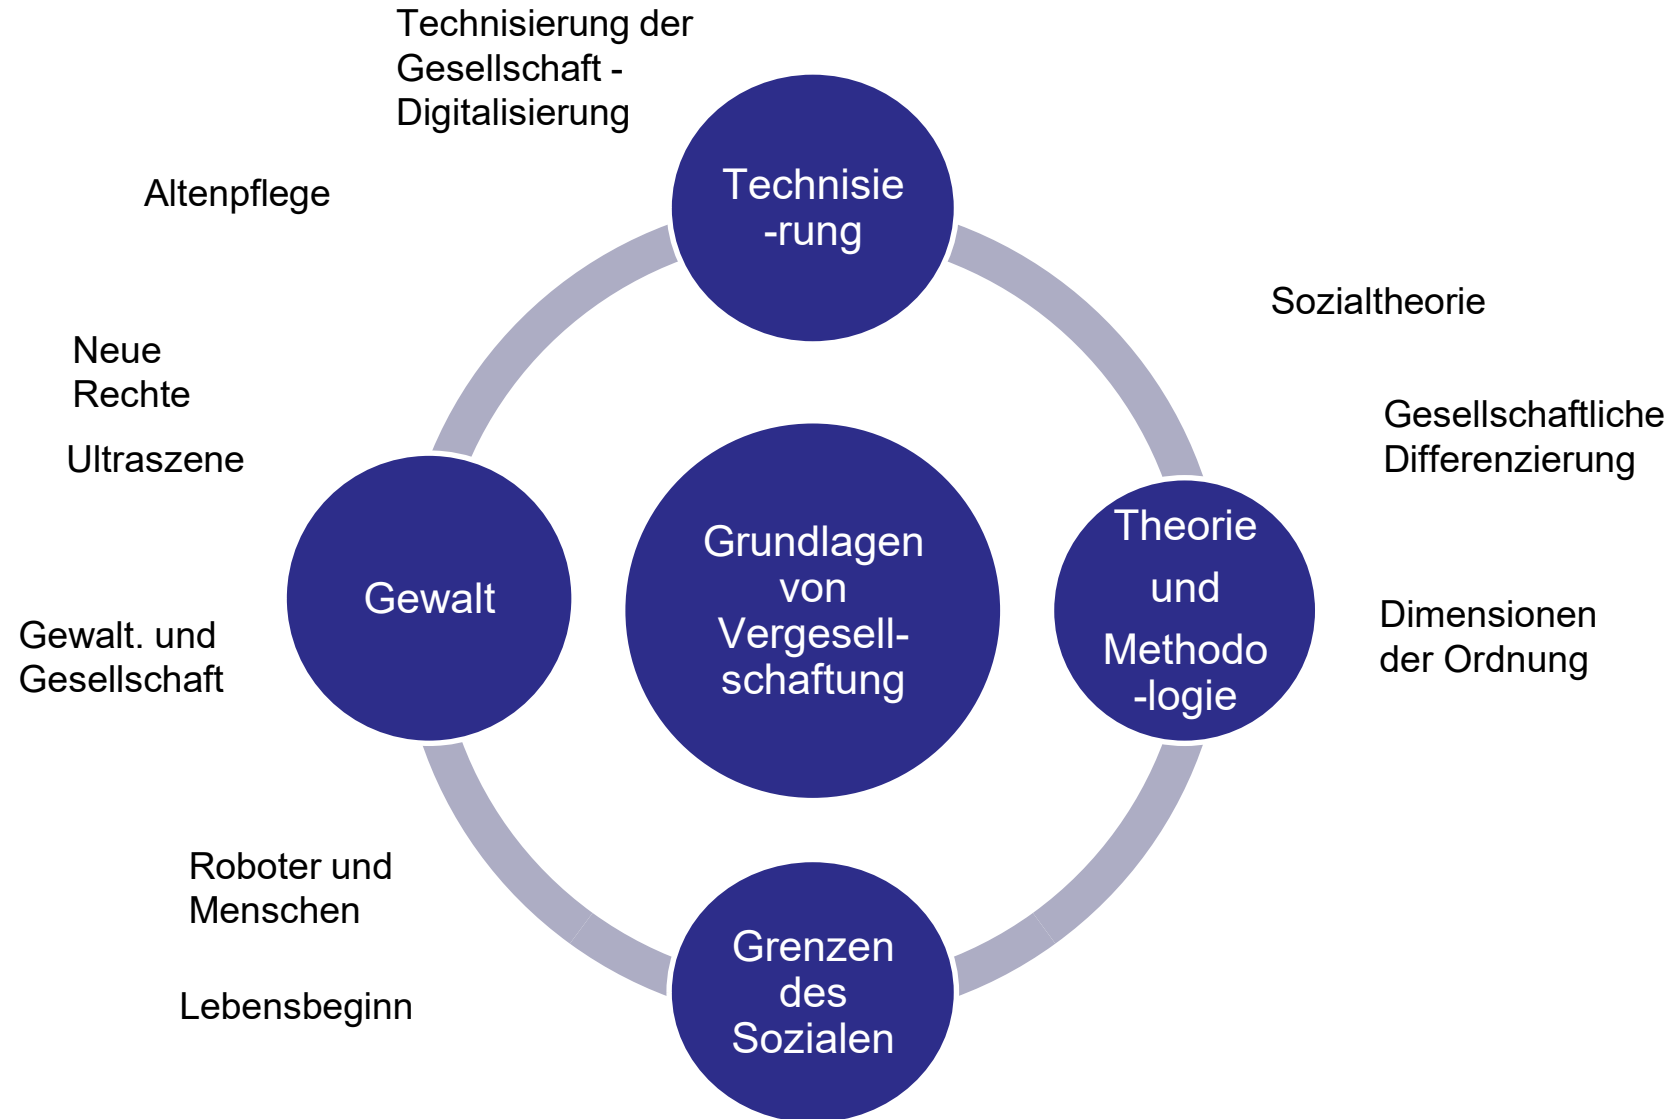 Technisierung der
Gesellschaft -
Digitalisierung
Technisie
-rung
Altenpflege
Sozialtheorie
Neue
Rechte
Gesellschaftliche
Differenzierung
Ultraszene
Theorie
und
Methodo
-logie
Grundlagen
von
Vergesell-
schaftung
Gewalt
Gewalt. und
Gesellschaft
Dimensionen
der Ordnung
Roboter und
Menschen
Grenzen
des
Sozialen
Lebensbeginn